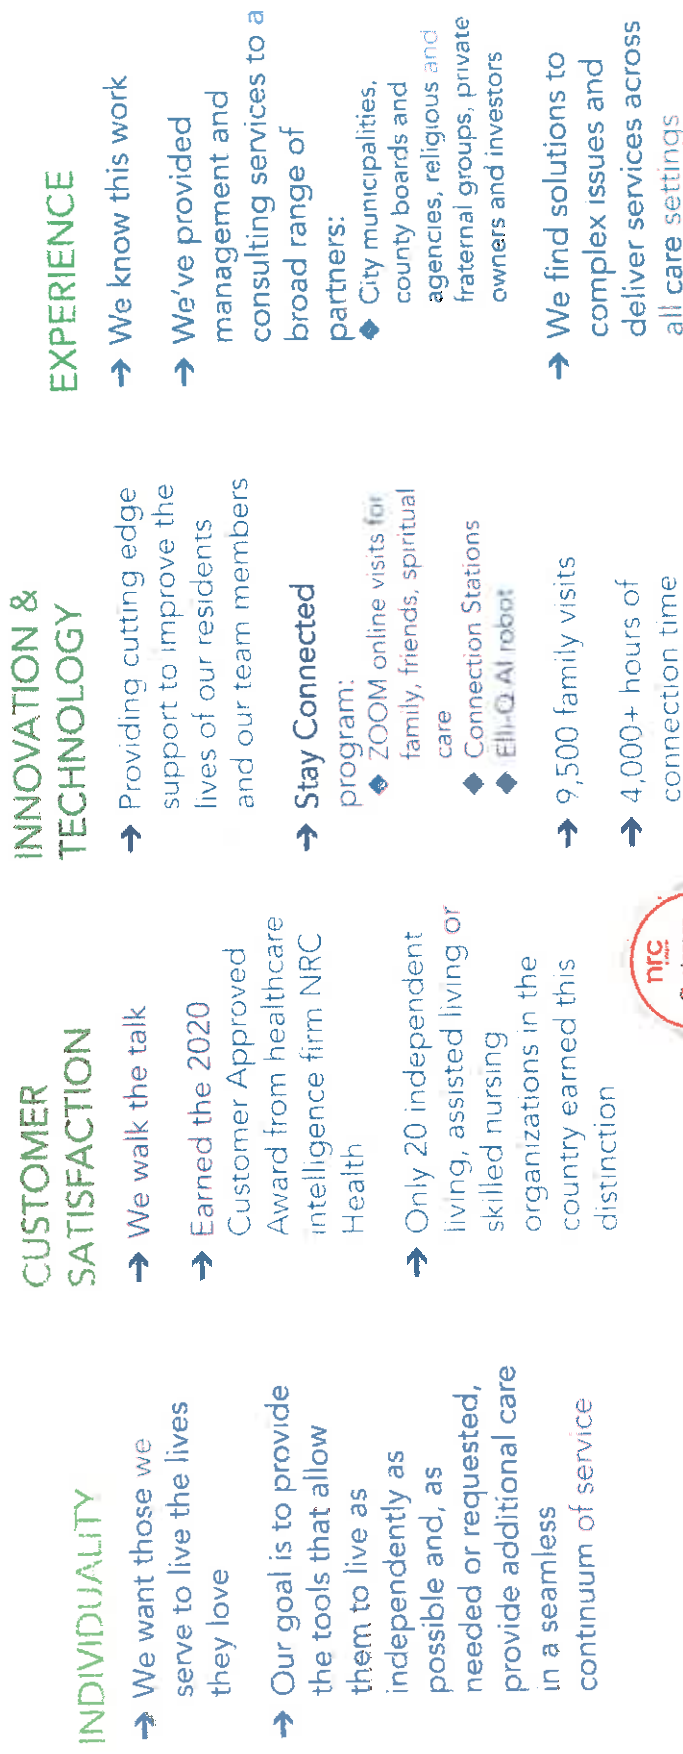 INDIVIDUALITY
→ We want those we
serve to live the lives
they love
→ Our goal is to provide
the tools that allow
them to live as
independently as
possible and, as
needed or requested,
provide additional care
in a seamless
continuum of service
CUSTOMER
SATISFACTION
→ We walk the talk
→ Earned the 2020
Customer Approved
Award from healthcare
intelligence firm NRC
Health
→ Only 20 independent
living, assisted living or
skilled nursing
organizations in the
country earned this
distinction
nrc
INNOVATION &
TECHNOLOGY
→ Providing cutting edge
support to improve the
lives of our residents
and our team members
→ Stay Connected
program:
◆ ZOOM online visits for
family, friends, spiritual
care
◆ Connection Stations
◆ Elli-Q AI robot
→ 9,500 family visits
→ 4,000+ hours of
connection time
EXPERIENCE
→ We know this work
→ We've provided
management and
consulting services to a
broad range of
partners:
◆ City municipalities,
county boards and
agencies, religious and
fraternal groups, private
owners and investors
→ We find solutions to
complex issues and
deliver services across
all care settings